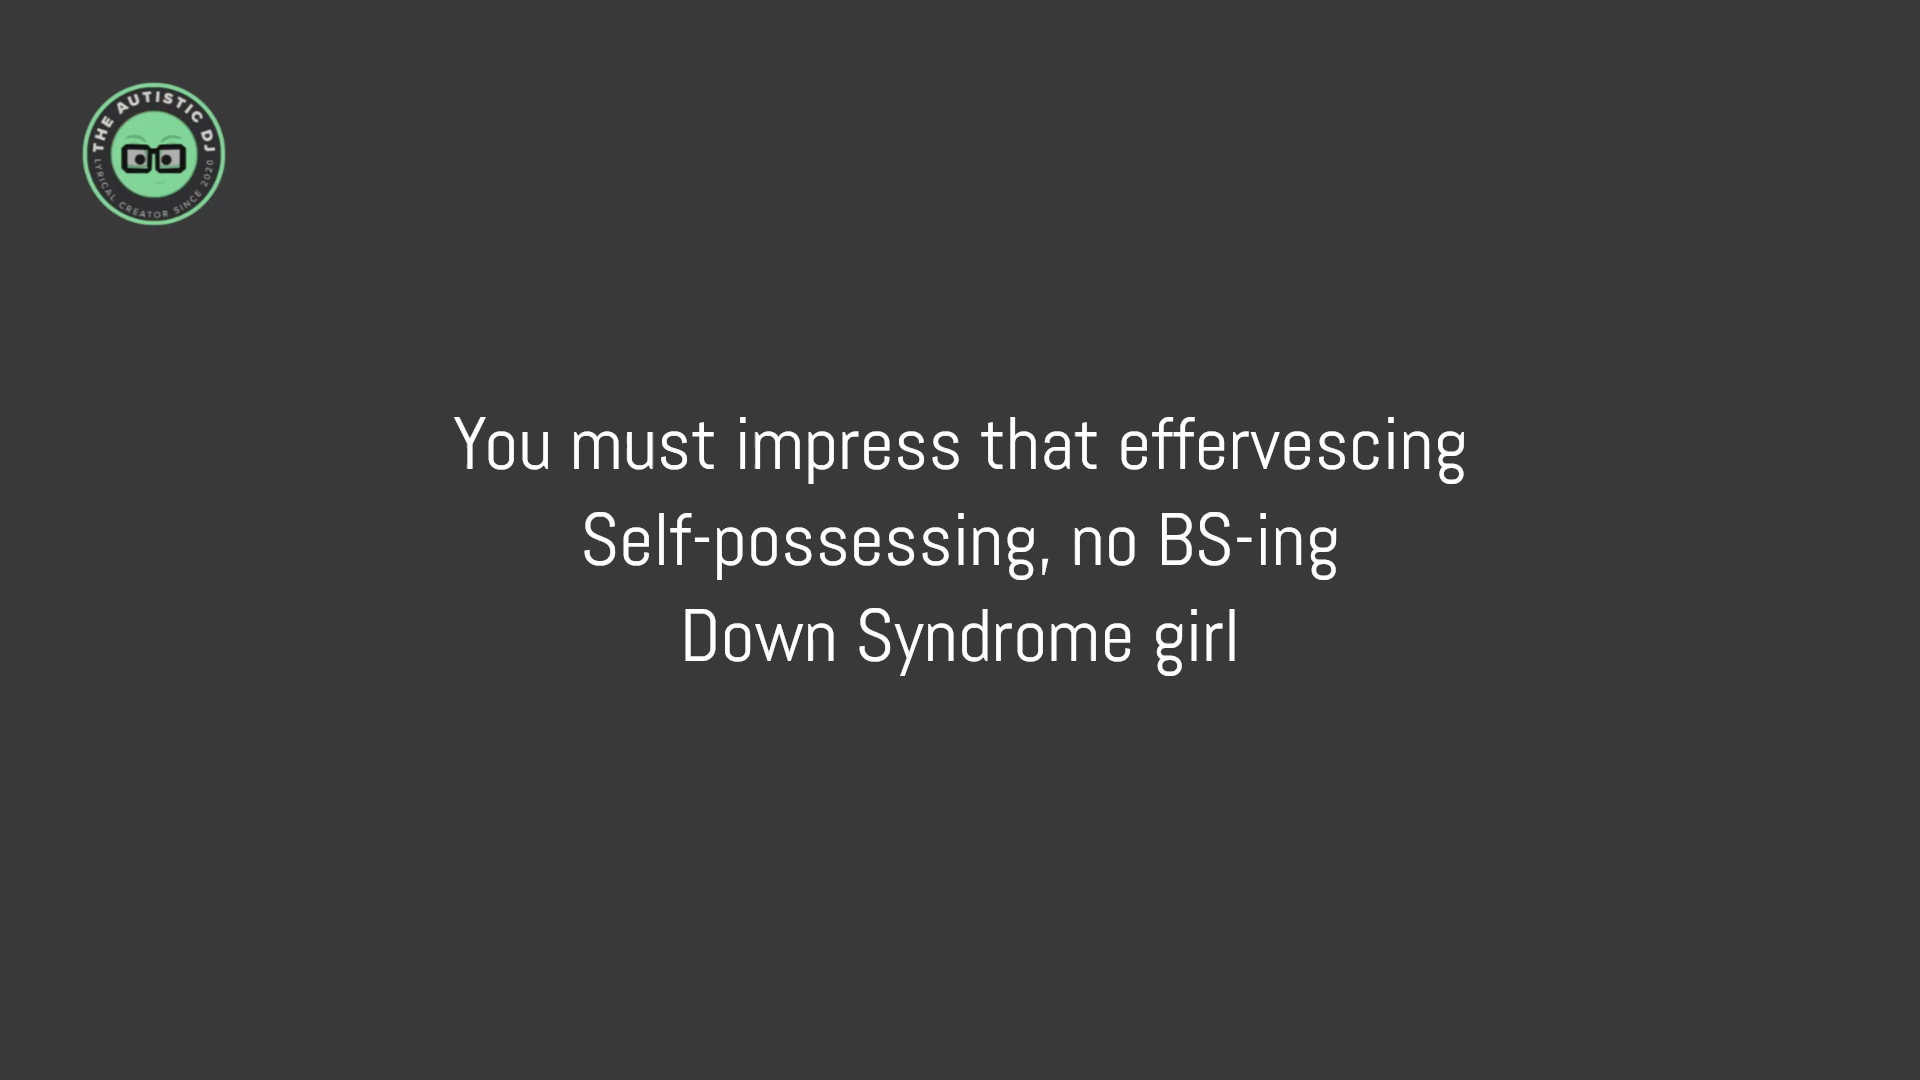 THE AUTISTIC DJ
LYRICAL CREATOR SINCE 2020
You must impress that effervescing
Self-possessing, no BS-ing
Down Syndrome girl